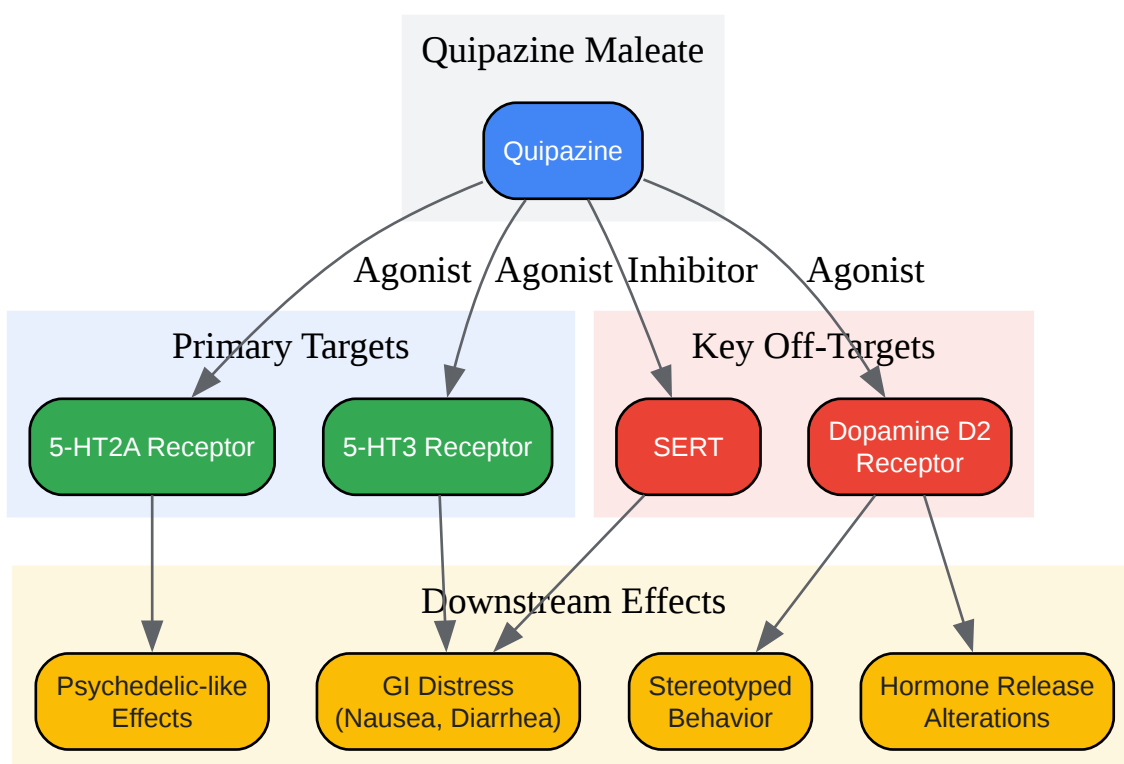 Quipazine Maleate
Quipazine
Agonist
Agonist
Inhibitor
Agonist
Primary Targets
Key Off-Targets
5-HT2A Receptor
5-HT3 Receptor
SERT
Dopamine D2
Receptor
Downstream Effects
Psychedelic-like
Effects
GI Distress
(Nausea, Diarrhea)
Stereotyped
Behavior
Hormone Release
Alterations